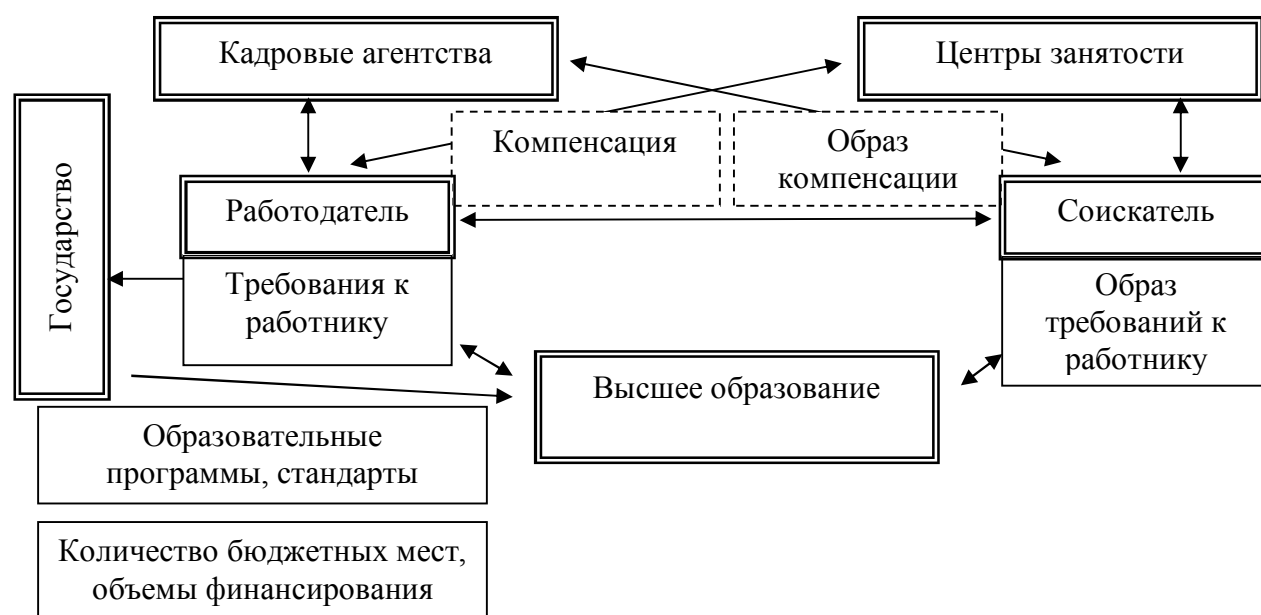 Кадровые агентства
Центры занятости
Государство
Компенсация
Образ
компенсации
Работодатель
Соискатель
Требования к
работнику
Образ
требований к
работнику
Высшее образование
Образовательные
программы, стандарты
Количество бюджетных мест,
объемы финансирования